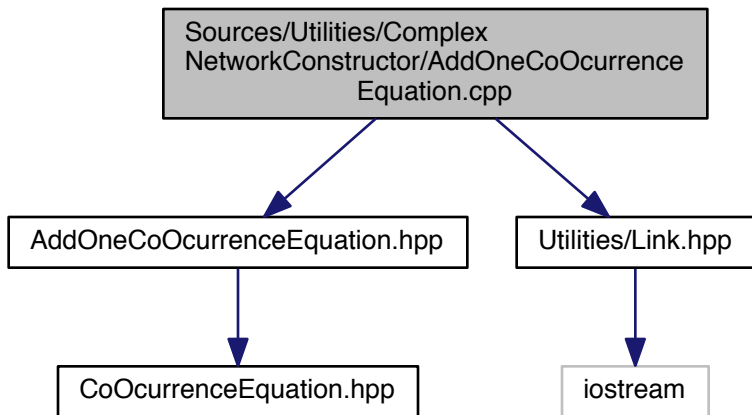 Sources/Utilities/Complex
NetworkConstructor/AddOneCoOcurrence
Equation.cpp
AddOneCoOcurrenceEquation.hpp
Utilities/Link.hpp
CoOcurrenceEquation.hpp
iostream